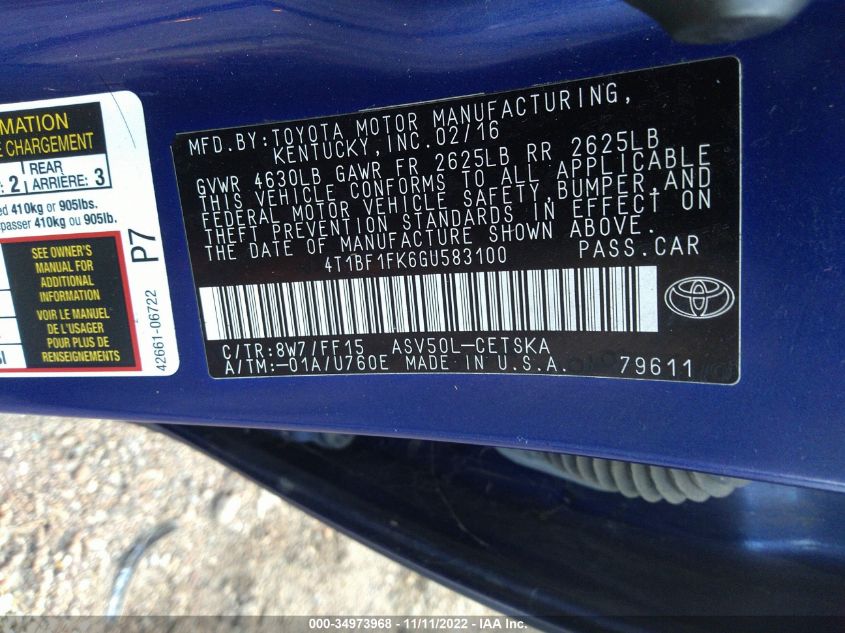 MATION
E CHARGEMENT
: 2 REAR ARRIÈRE: 3
ed 410kg or 905lbs.
passer 410kg ou 905lb.
SEE OWNER'S
MANUAL FOR
ADDITIONAL
INFORMATION
VOIR LE MANUEL
DE L'USAGER
POUR PLUS DE
RENSEIGNEMENTS
P7
42661-06722
MFD.BY:TOYOTA MOTOR MANUFACTURING,
KENTUCKY,INC.02/16
GVWR 4630LB GAWR FR 2625LB RR 2625LB
THIS VEHICLE CONFORMS TO ALL APPLICABLE
FEDERAL MOTOR VEHICLE SAFETY,BUMPER,AND
THEFT PREVENTION STANDARDS IN EFFECT ON
THE DATE OF MANUFACTURE SHOWN ABOVE.
4T1BF1FK6GU583100 PASS.CAR
C/TR:8W7/FF15 ASV50L-CETSKA
A/TM:-01A/U760E MADE IN U.S.A. 79611
000-34973968 - 11/11/2022 - IAA Inc.